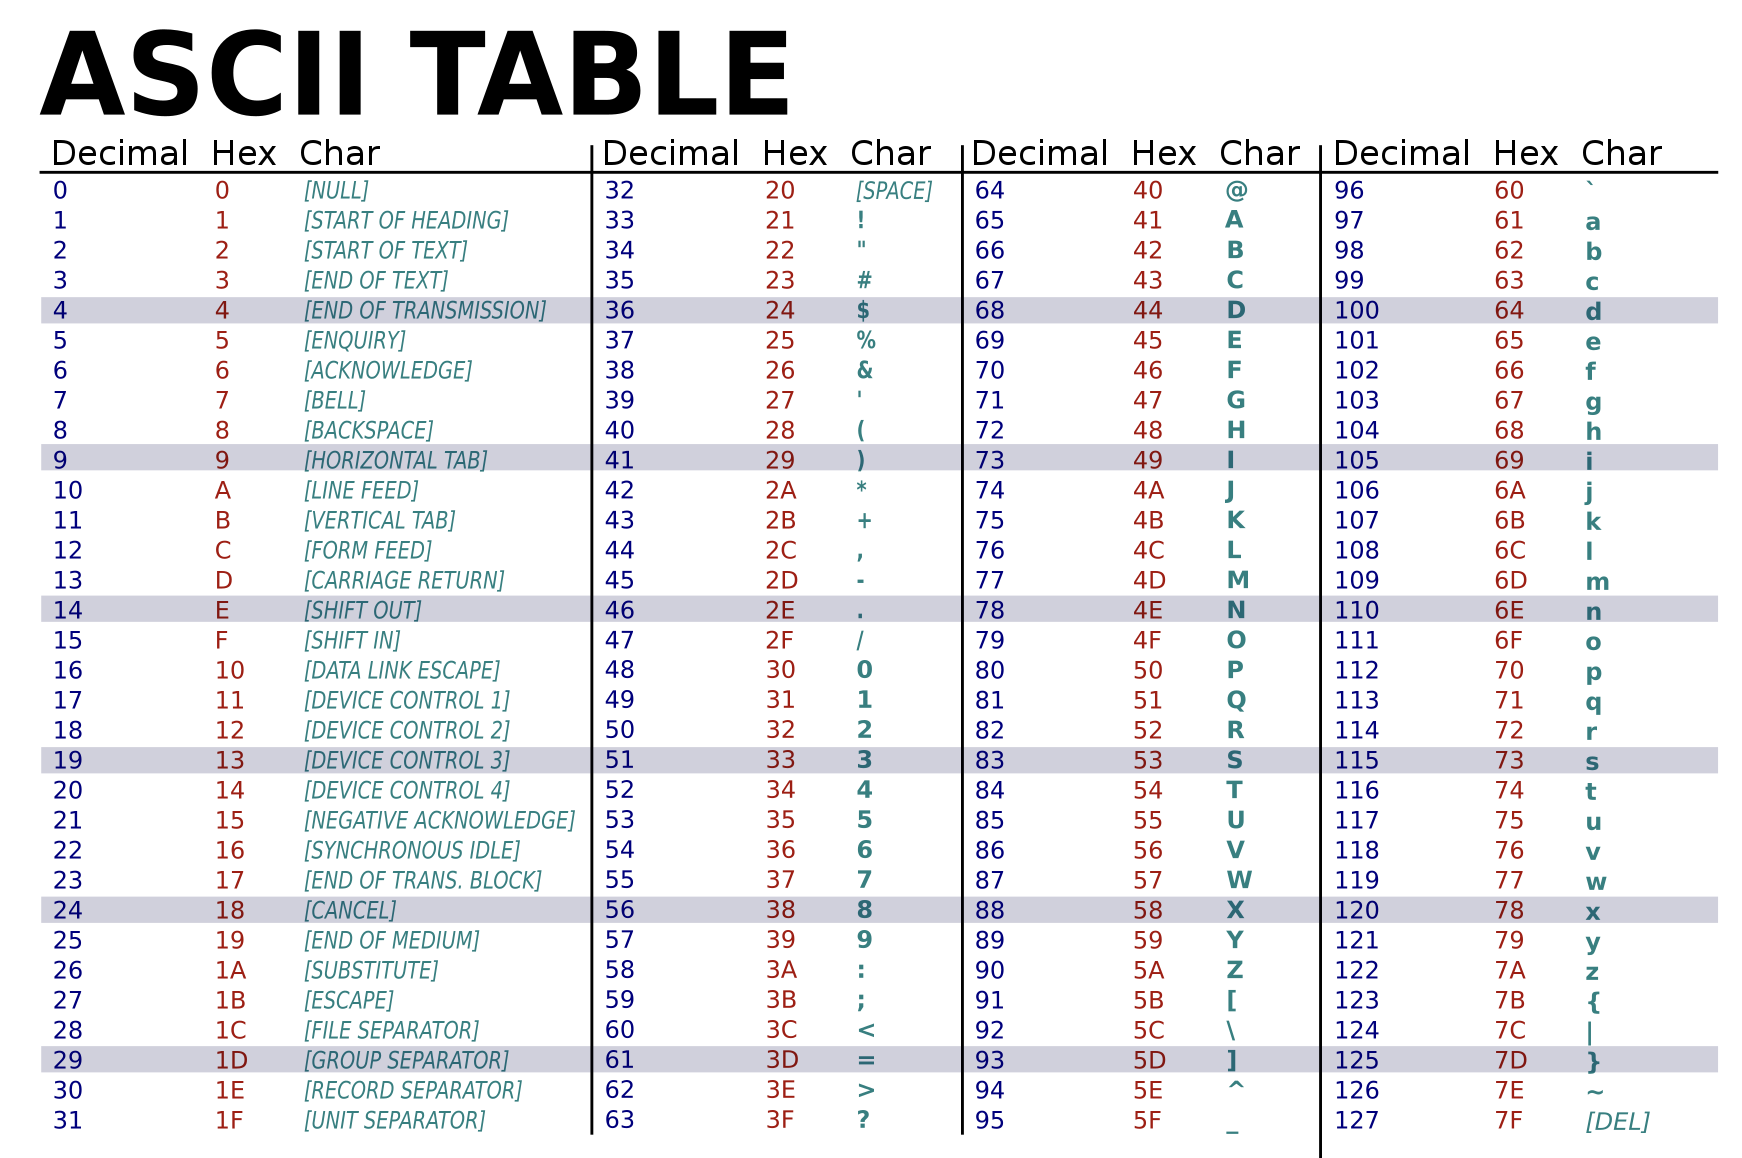 ASCII TABLE
Decimal Hex Char Decimal Hex Char Decimal Hex Char Decimal Hex Char
0 0 [NULL] 32 20 [SPACE] 64 40 @ 96 60 `
1 1 [START OF HEADING] 33 21 ! 65 41 A 97 61 a
2 2 [START OF TEXT] 34 22 " 66 42 B 98 62 b
3 3 [END OF TEXT] 35 23 # 67 43 C 99 63 c
4 4 [END OF TRANSMISSION] 36 24 $ 68 44 D 100 64 d
5 5 [ENQUIRY] 37 25 % 69 45 E 101 65 e
6 6 [ACKNOWLEDGE] 38 26 & 70 46 F 102 66 f
7 7 [BELL] 39 27 ' 71 47 G 103 67 g
8 8 [BACKSPACE] 40 28 ( 72 48 H 104 68 h
9 9 [HORIZONTAL TAB] 41 29 ) 73 49 I 105 69 i
10 A [LINE FEED] 42 2A * 74 4A J 106 6A j
11 B [VERTICAL TAB] 43 2B + 75 4B K 107 6B k
12 C [FORM FEED] 44 2C , 76 4C L 108 6C l
13 D [CARRIAGE RETURN] 45 2D - 77 4D M 109 6D m
14 E [SHIFT OUT] 46 2E . 78 4E N 110 6E n
15 F [SHIFT IN] 47 2F / 79 4F O 111 6F o
16 10 [DATA LINK ESCAPE] 48 30 0 80 50 P 112 70 p
17 11 [DEVICE CONTROL 1] 49 31 1 81 51 Q 113 71 q
18 12 [DEVICE CONTROL 2] 50 32 2 82 52 R 114 72 r
19 13 [DEVICE CONTROL 3] 51 33 3 83 53 S 115 73 s
20 14 [DEVICE CONTROL 4] 52 34 4 84 54 T 116 74 t
21 15 [NEGATIVE ACKNOWLEDGE] 53 35 5 85 55 U 117 75 u
22 16 [SYNCHRONOUS IDLE] 54 36 6 86 56 V 118 76 v
23 17 [END OF TRANS. BLOCK] 55 37 7 87 57 W 119 77 w
24 18 [CANCEL] 56 38 8 88 58 X 120 78 x
25 19 [END OF MEDIUM] 57 39 9 89 59 Y 121 79 y
26 1A [SUBSTITUTE] 58 3A : 90 5A Z 122 7A z
27 1B [ESCAPE] 59 3B ; 91 5B [ 123 7B {
28 1C [FILE SEPARATOR] 60 3C < 92 5C \ 124 7C |
29 1D [GROUP SEPARATOR] 61 3D = 93 5D ] 125 7D }
30 1E [RECORD SEPARATOR] 62 3E > 94 5E ^ 126 7E ~
31 1F [UNIT SEPARATOR] 63 3F ? 95 5F _ 127 7F [DEL]